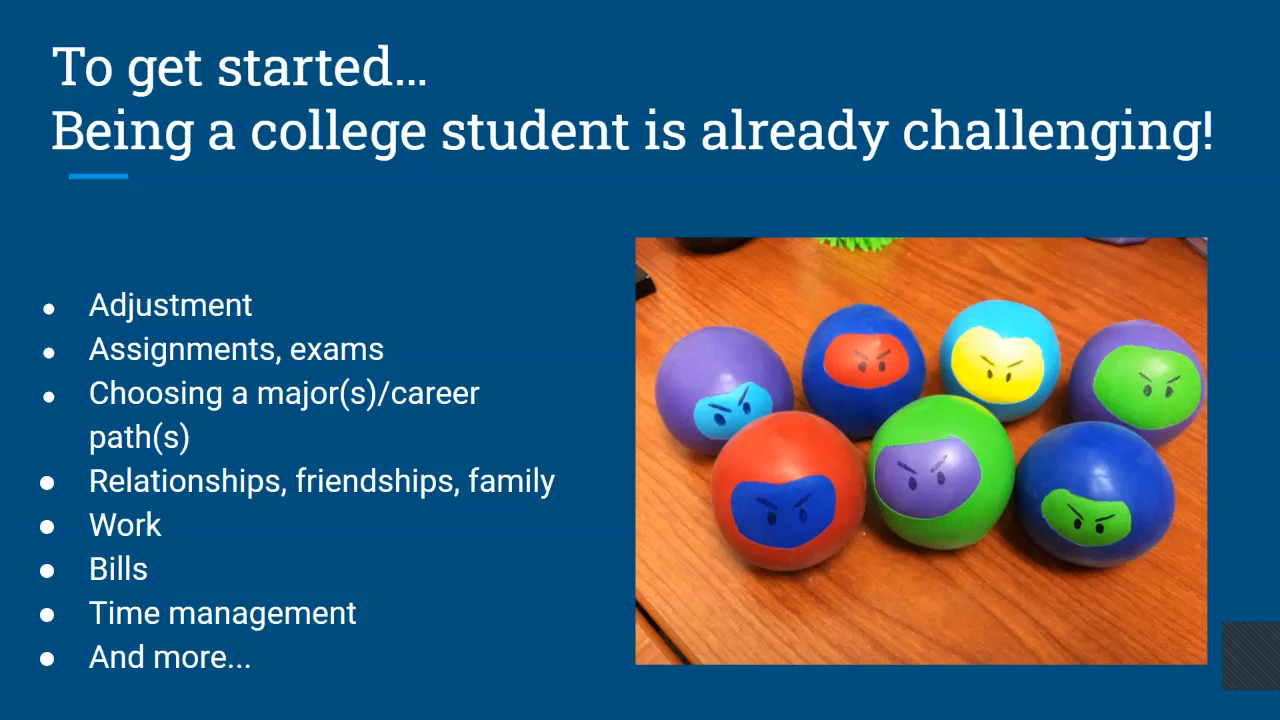 To get started...
Being a college student is already challenging!
● Adjustment
● Assignments, exams
● Choosing a major(s)/career
path(s)
● Relationships, friendships, family
● Work
● Bills
● Time management
● And more...